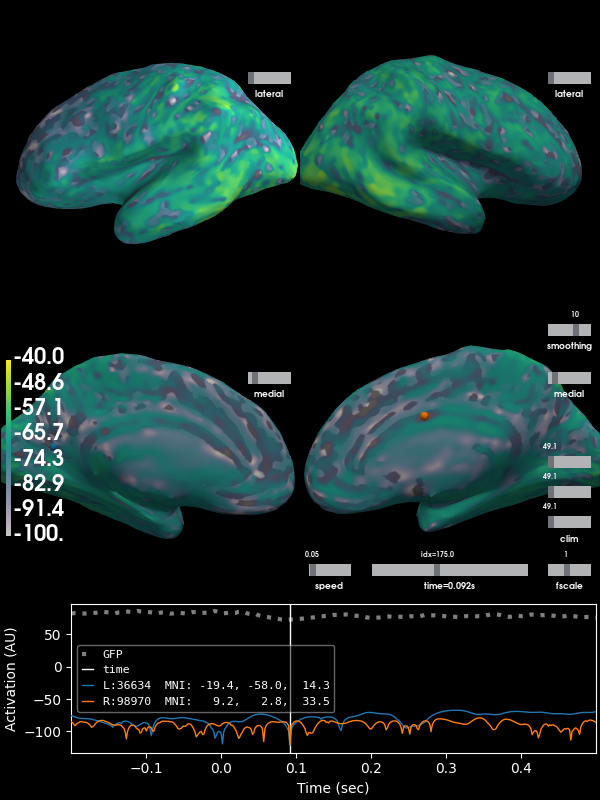 lateral
lateral
10
smoothing
medial
medial
-40.0
-48.6
-57.1
-65.7
-74.3
-82.9
-91.4
-100.
49.1
49.1
49.1
clim
0.05
speed
idx=175.0
time=0.092s
1
fscale
Activation (AU)
50
0
−50
−100
GFP
time
L:36634 MNI: -19.4, -58.0, 14.3
R:98970 MNI: 9.2, 2.8, 33.5
−0.1
0.0
0.1
0.2
0.3
0.4
Time (sec)